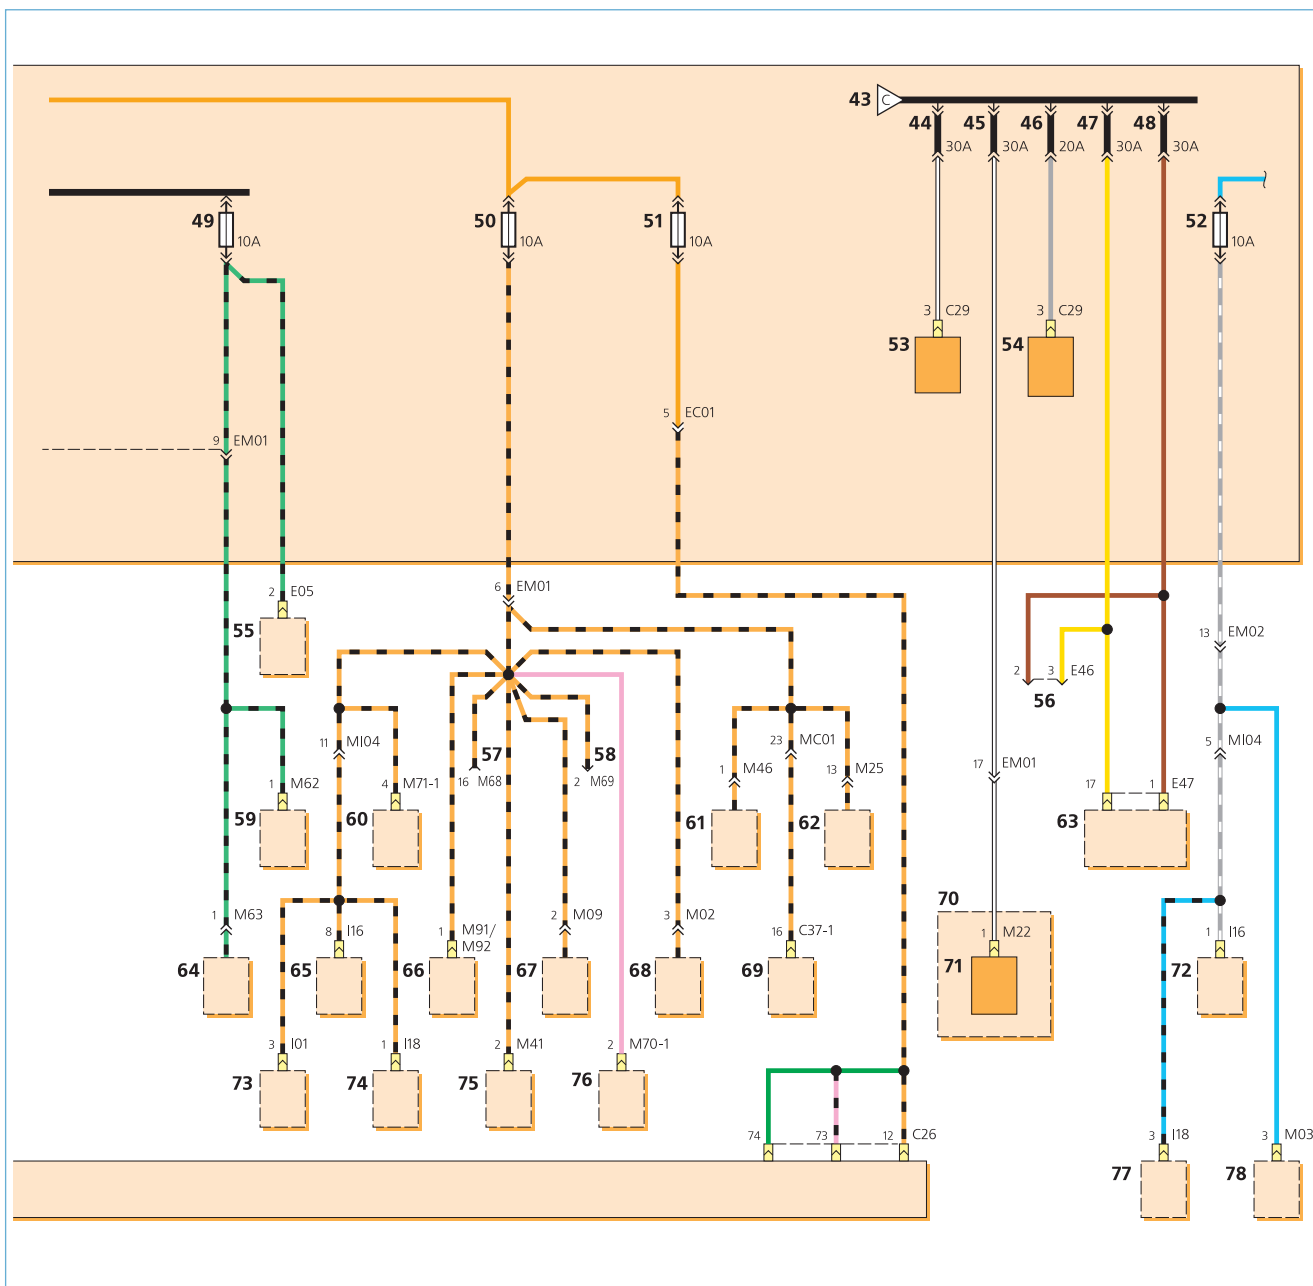 43 C
44 45 46 47 48
30A 30A 20A 30A 30A
49 50 51 52
10A 10A 10A 10A
3 C29 3 C29
53 54
5 EC01
9 EM01
2 E05
6 EM01
55
13 EM02
2 3 E46
56
11 MI04
57 58
23 MC01
5 MI04
16 M68 2 M69
1 M46 13 M25
17 EM01
1 M62 4 M71-1
17 1 E47
59 60 61 62 63
70
1 M63 2 M09 3 M02
8 I16 1 M91/
M92
16 C37-1
1 M22
1 I16
64 65 66 67 68 69 71 72
3 I01 1 I18 2 M41 2 M70-1
73 74 75 76
74 73 12 C26
3 I18 3 M03
77 78